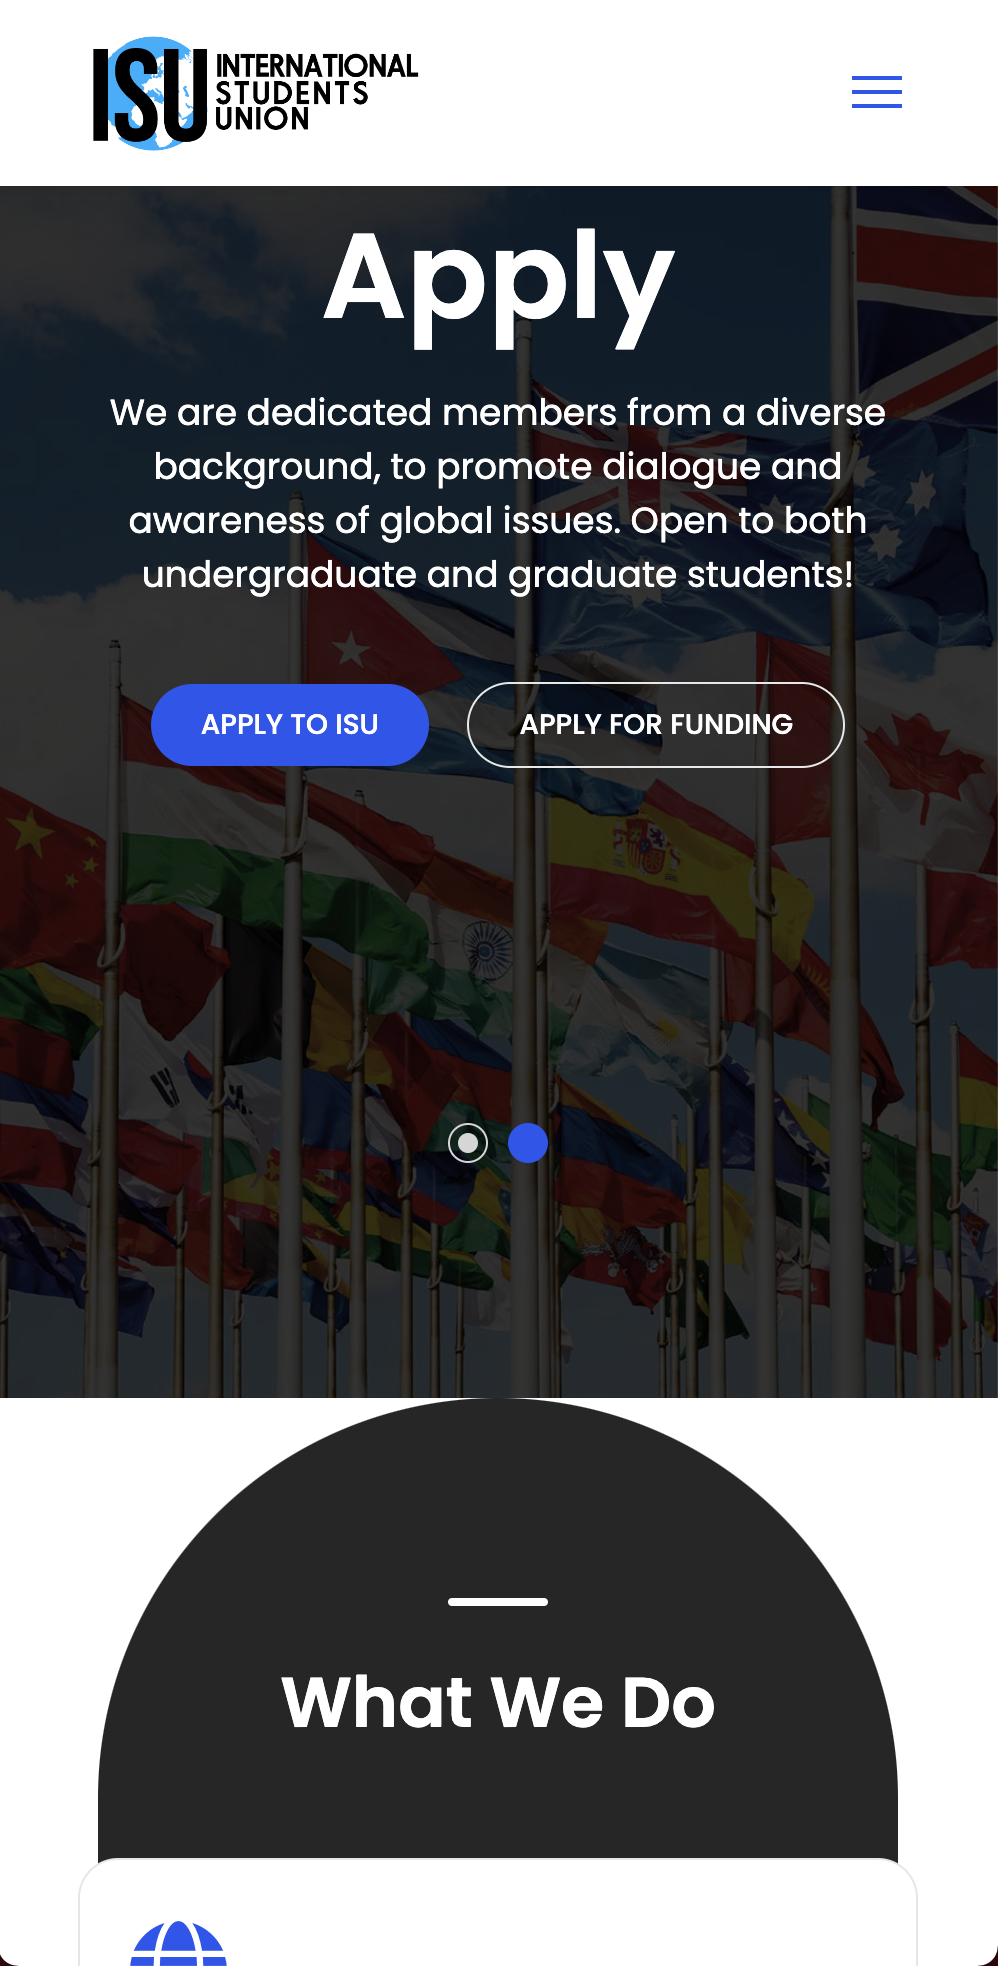 ISU
INTERNATIONAL
STUDENTS
UNION
Apply
We are dedicated members from a diverse
background, to promote dialogue and
awareness of global issues. Open to both
undergraduate and graduate students!
APPLY TO ISU
APPLY FOR FUNDING
What We Do